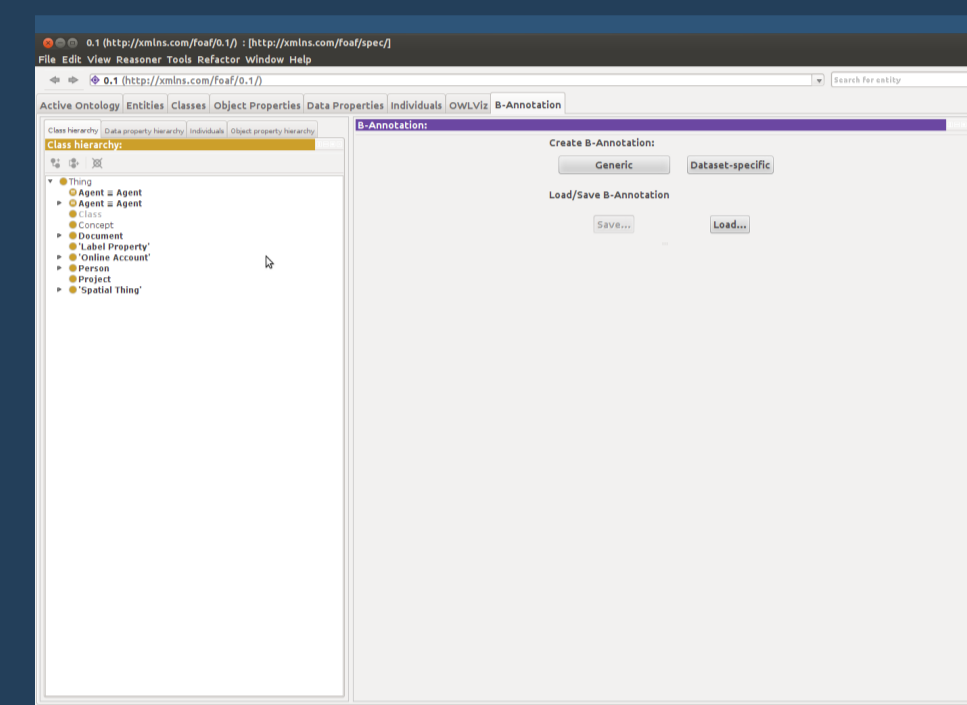 0.1 (http://xmlns.com/foaf/0.1/) : [http://xmlns.com/foaf/spec/]
File Edit View Reasoner Tools Refactor Window Help
0.1 (http://xmlns.com/foaf/0.1/)
Search for entity
Active Ontology Entities Classes Object Properties Data Properties Individuals OWLViz B-Annotation
Class hierarchy Data property hierarchy Individuals Object property hierarchy
Class hierarchy:
Thing
Agent ≡ Agent
Agent ≡ Agent
Class
Concept
Document
'Label Property'
'Online Account'
Person
Project
'Spatial Thing'
B-Annotation:
Create B-Annotation:
Generic Dataset-specific
Load/Save B-Annotation
Save... Load...